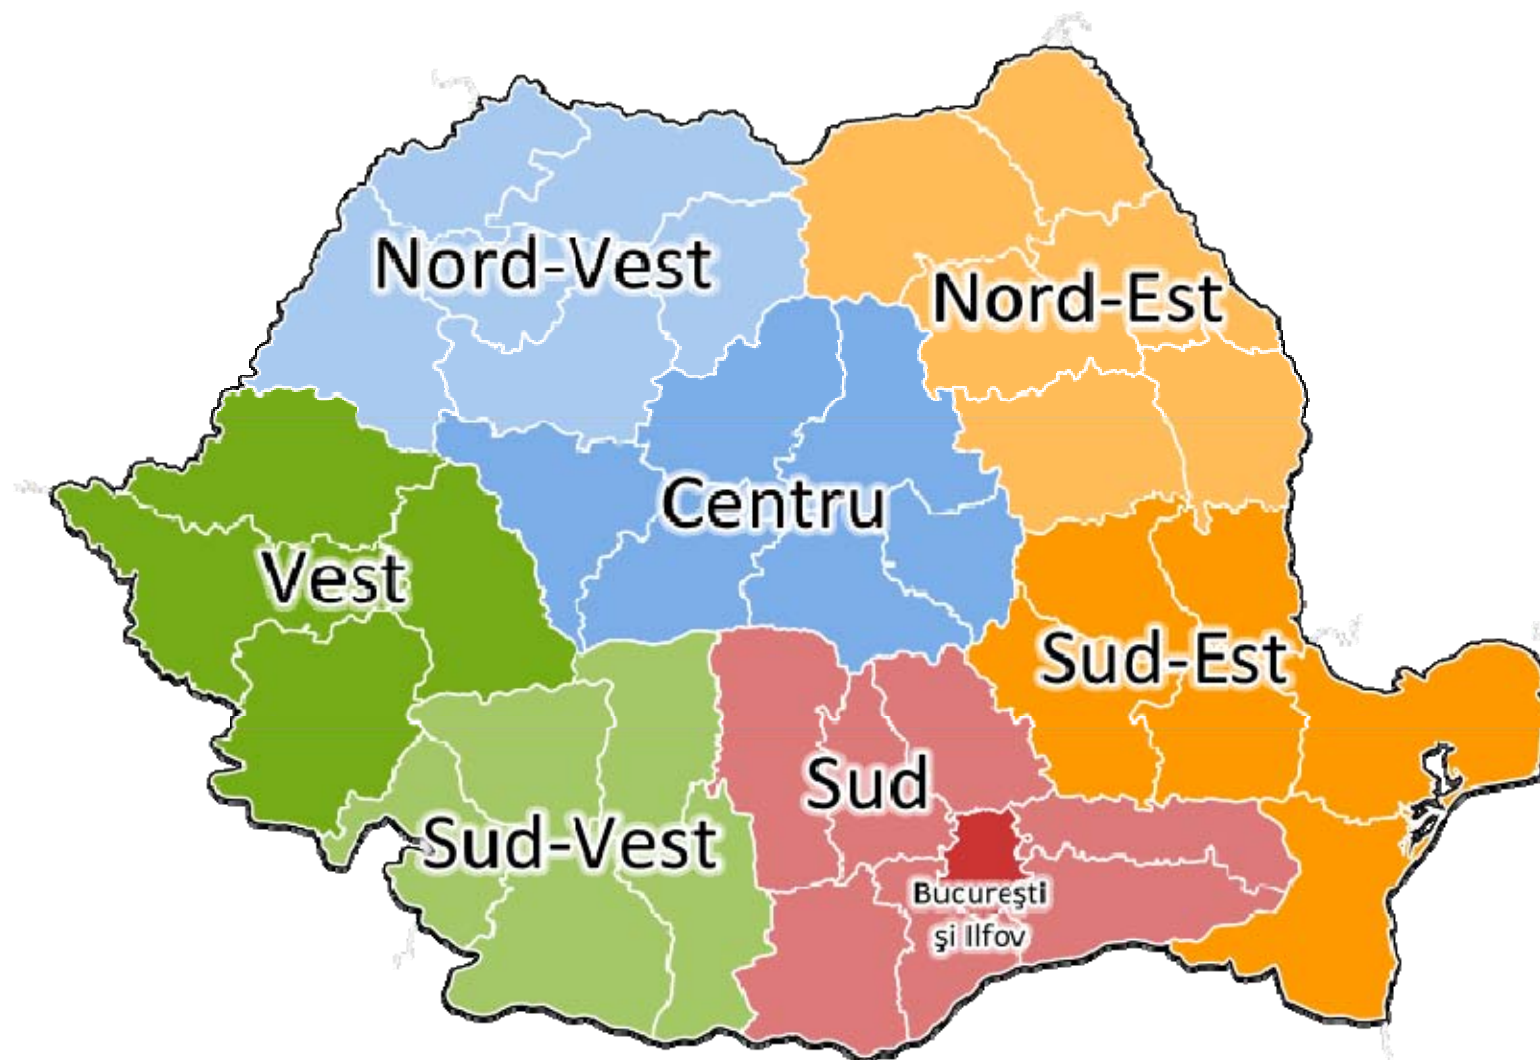 Nord-Vest
Nord-Est
Centru
Vest
Sud-Est
Sud
Sud-Vest
Bucureşti
şi Ilfov